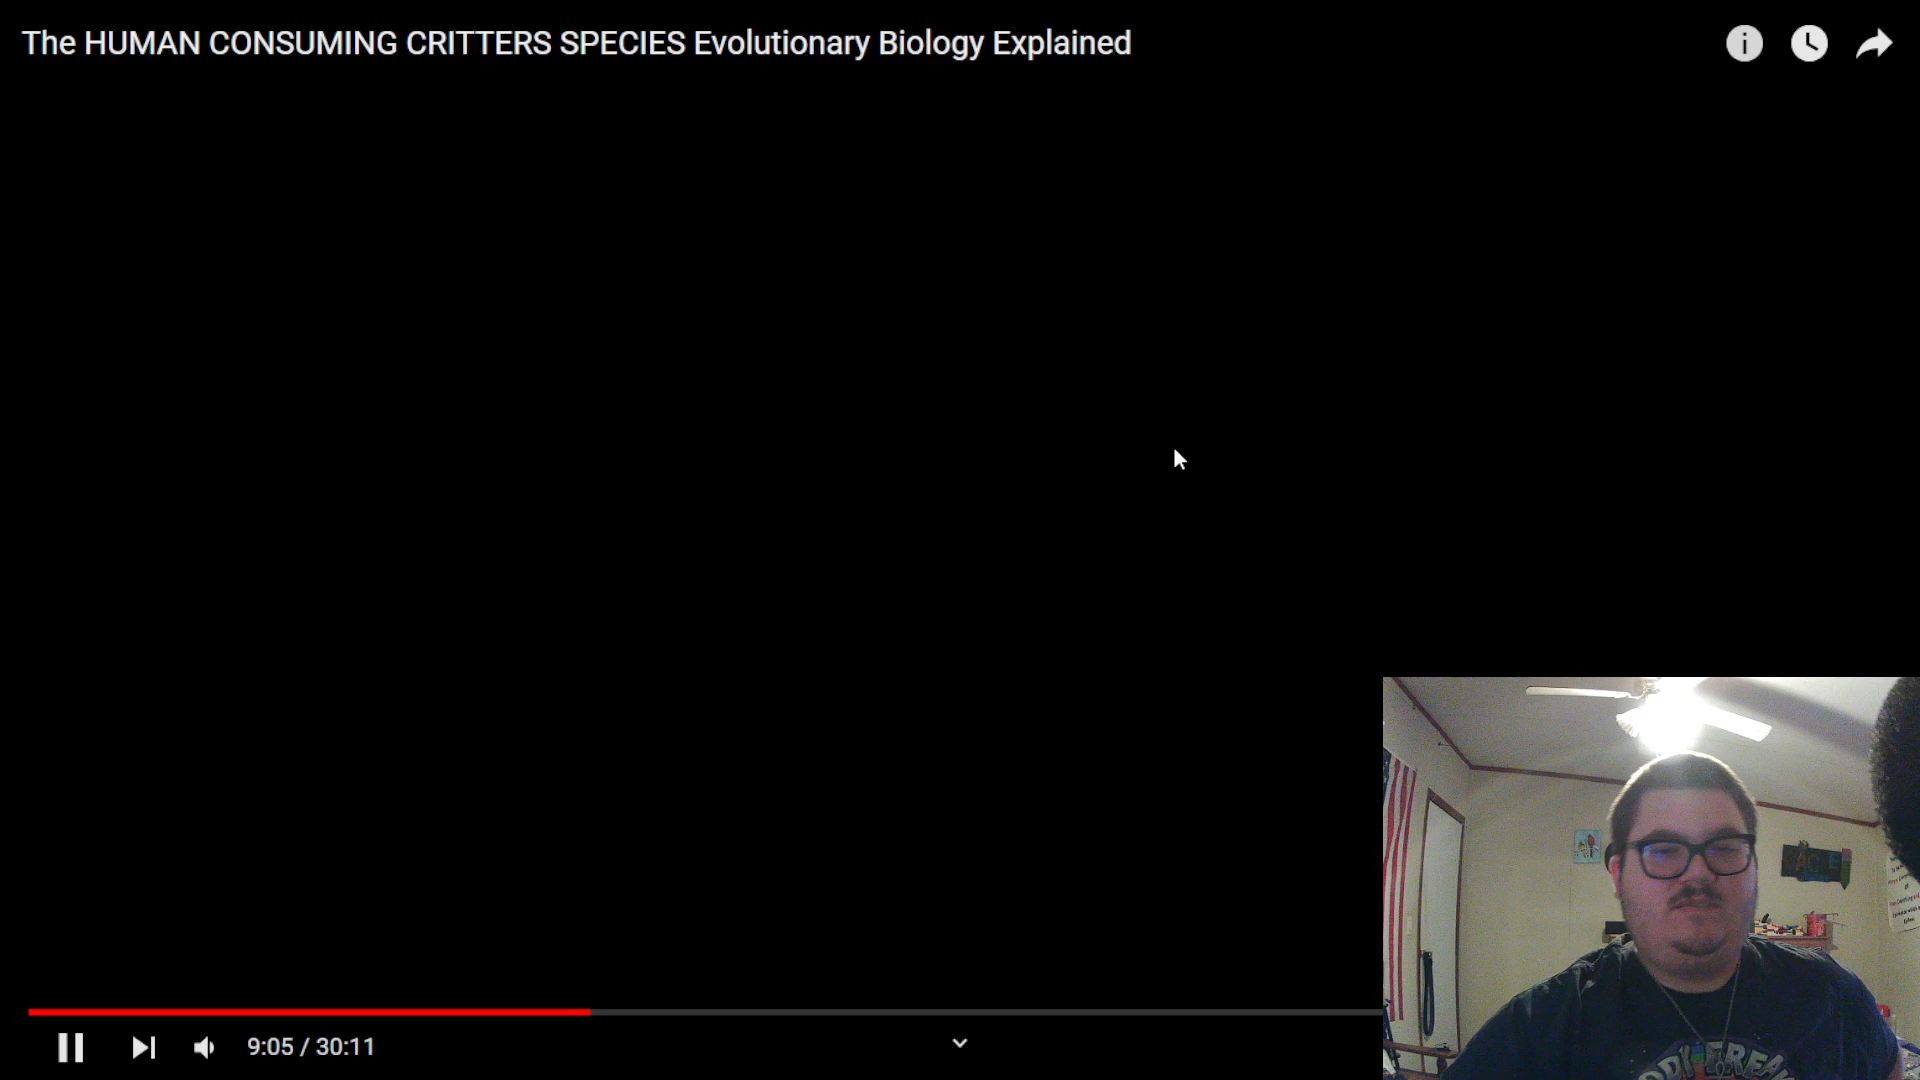 The HUMAN CONSUMING CRITTERS SPECIES Evolutionary Biology Explained
9:05 / 30:11